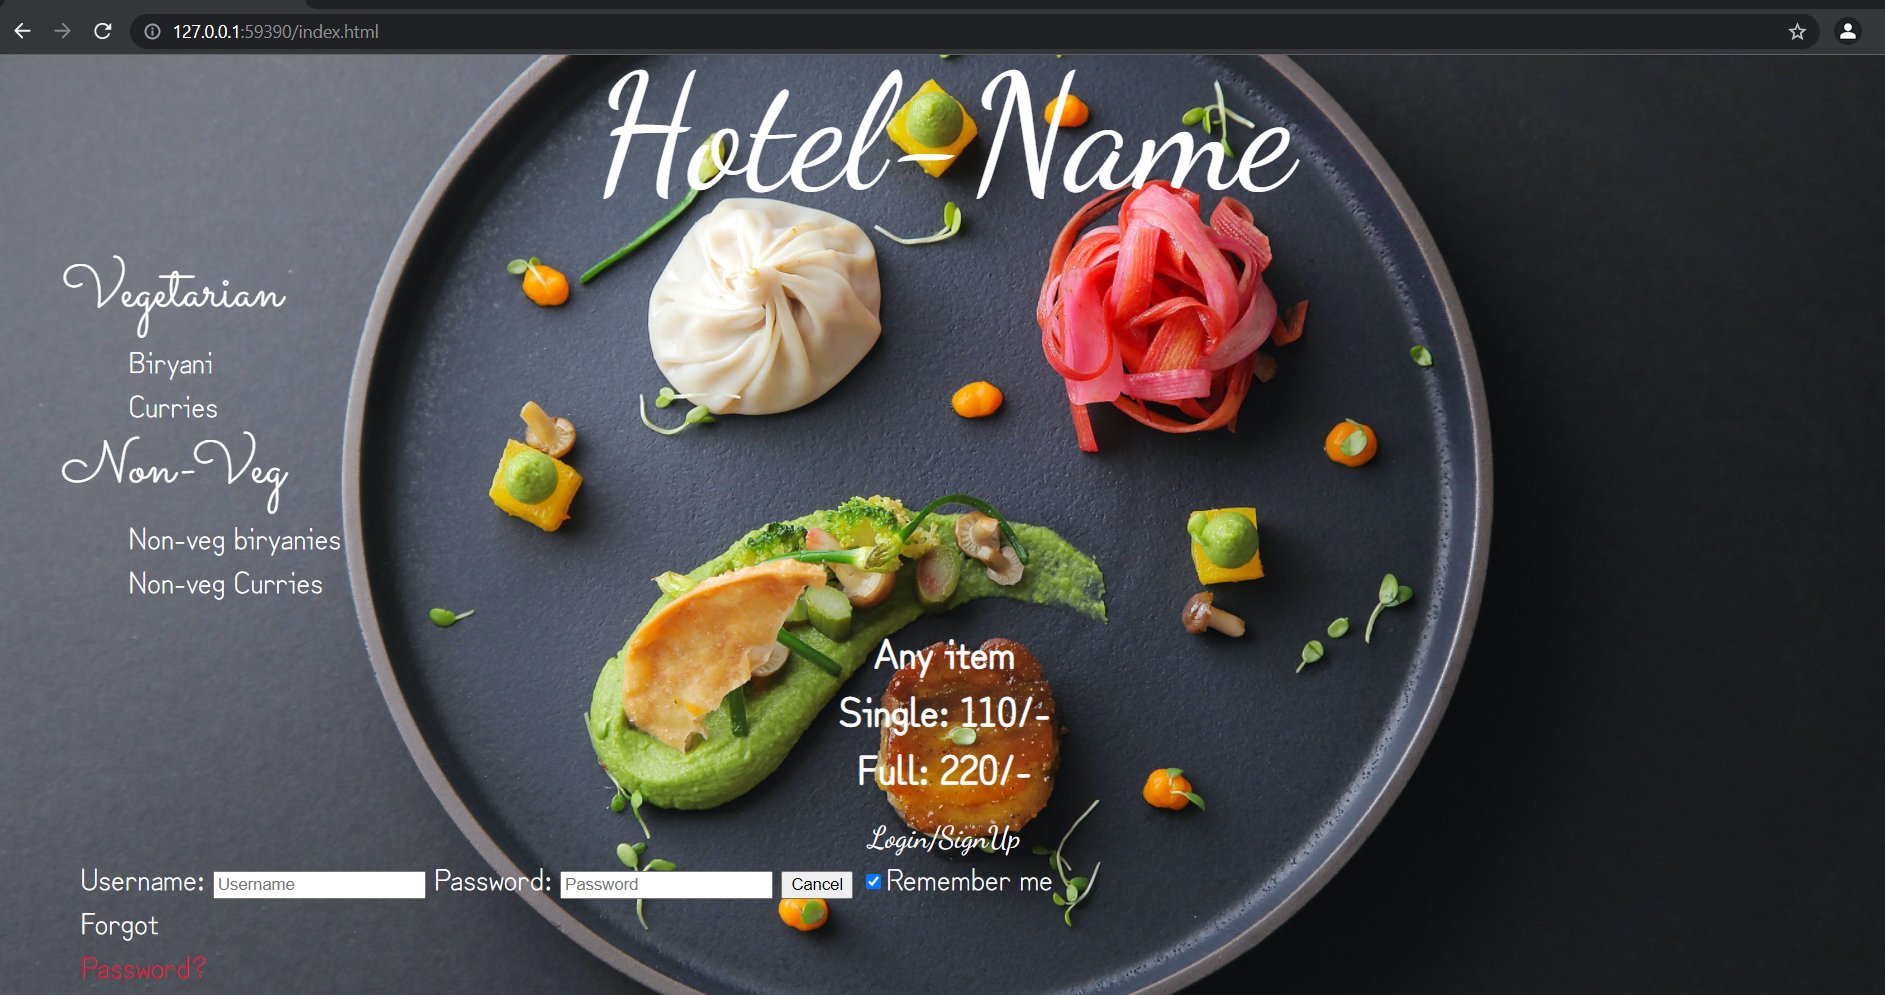 127.0.0.1:59390/index.html
Hotel-Name
Vegetarian
Biryani
Curries
Non-Veg
Non-veg biryanies
Non-veg Curries
Any item
Single: 110/-
Full: 220/-
Login/SignUp
Username: Username Password: Password Cancel Remember me
Forgot
Password?